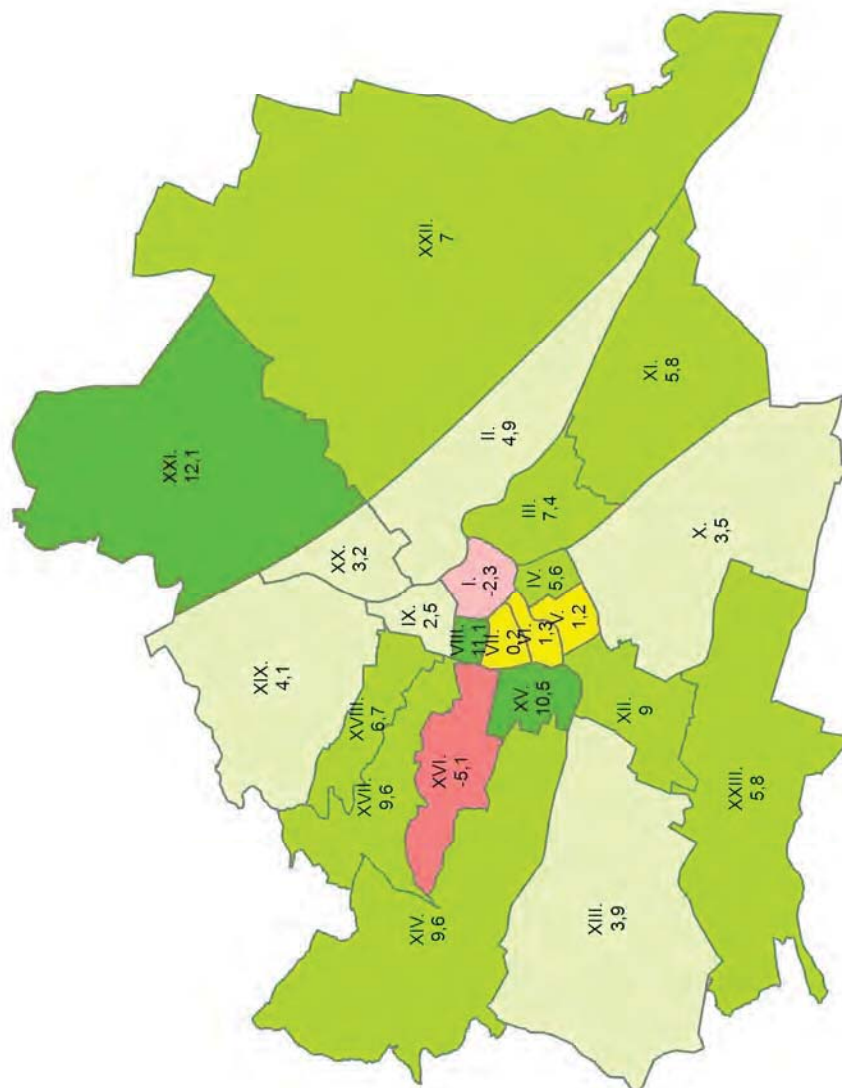 XXII.
7
XXI.
12,1
II.
4,9
XI.
5,8
III.
7,4
X.
3,5
XX.
3,2
I.
-2,3
IV.
5,6
IX.
2,5
VIII.
11,1
VII.
0,2
VI.
1,3
V.
1,2
XIX.
4,1
XVIII.
6,7
XV.
10,5
XII.
9
XVII.
9,6
XVI.
-5,1
XXIII.
5,8
XIV.
9,6
XIII.
3,9